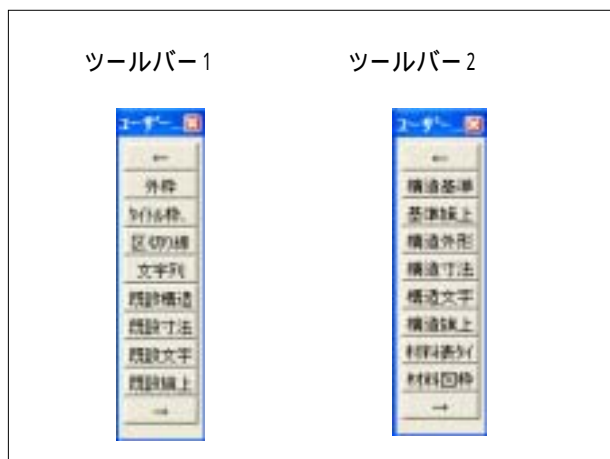 ツールバー1
ツールバー2
ユーザー...
←
外枠
ﾀｲﾄﾙ枠、
区切り線
文字列
既設構造
既設寸法
既設文字
既設旗上
→
ユーザー...
←
構造基準
基準旗上
構造外形
構造寸法
構造文字
構造旗上
材料表ﾀｲ
材料図枠
→